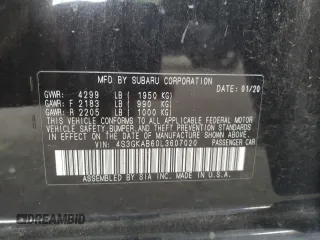 MFD. BY SUBARU CORPORATION
GVWR: 4299 LB ( 1950 KG) DATE: 01/20
GAWR: F 2183 LB ( 990 KG)
GAWR: R 2205 LB ( 1000 KG)
THIS VEHICLE CONFORMS TO ALL APPLICABLE FEDERAL MOTOR VEHICLE SAFETY, BUMPER, AND THEFT PREVENTION STANDARDS IN EFFECT ON THE DATE OF MANUFACTURE SHOWN ABOVE.
VIN: 4S3GKAB60L3607020 PASSENGER CAR
ASSEMBLED BY SIA INC. MADE IN U.S.A.
DREAMBID